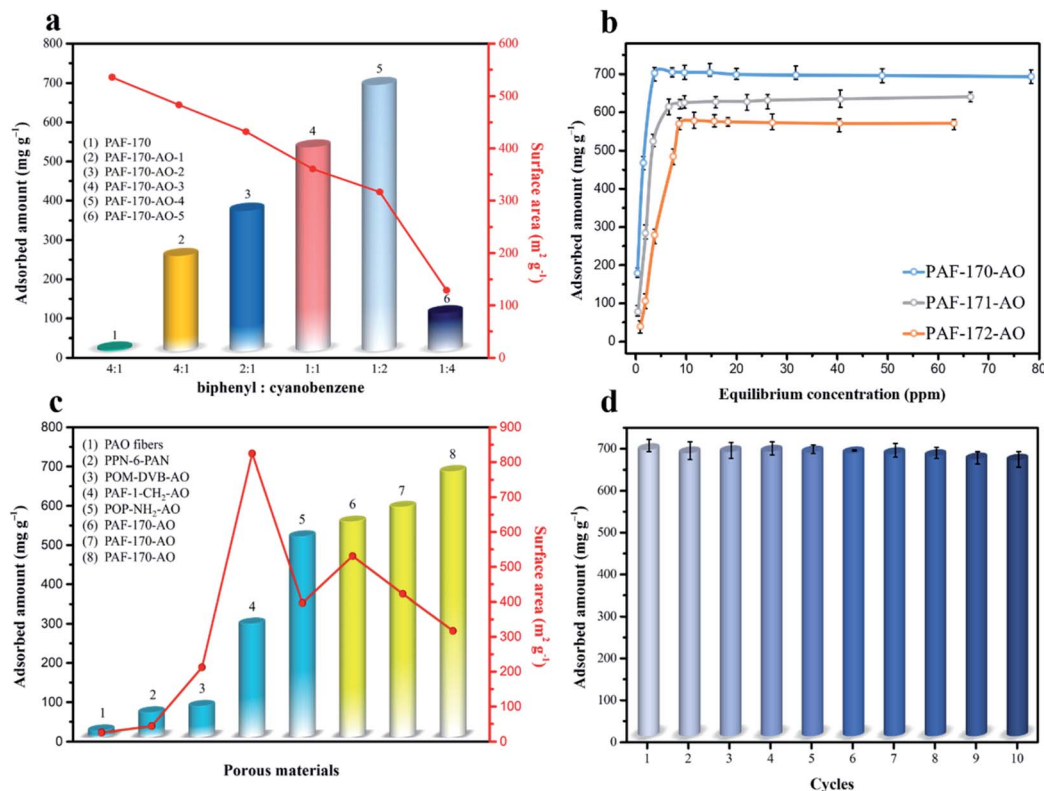 a
800
700
600
500
400
300
200
100
0
Adsorbed amount (mg g⁻¹)
(1) PAF-170
(2) PAF-170-AO-1
(3) PAF-170-AO-2
(4) PAF-170-AO-3
(5) PAF-170-AO-4
(6) PAF-170-AO-5
1
2
3
4
5
6
4:1 4:1 2:1 1:1 1:2 1:4
biphenyl : cyanobenzene
600
500
400
300
200
100
0
Surface area (m² g⁻¹)
b
700
600
500
400
300
200
100
0
Adsorbed amount (mg g⁻¹)
PAF-170-AO
PAF-171-AO
PAF-172-AO
0 10 20 30 40 50 60 70 80
Equilibrium concentration (ppm)
c
800
700
600
500
400
300
200
100
0
Adsorbed amount (mg g⁻¹)
(1) PAO fibers
(2) PPN-6-PAN
(3) POM-DVB-AO
(4) PAF-1-CH₂-AO
(5) POP-NH₂-AO
(6) PAF-170-AO
(7) PAF-170-AO
(8) PAF-170-AO
1
2
3
4
5
6
7
8
Porous materials
900
800
700
600
500
400
300
200
100
0
Surface area (m² g⁻¹)
d
700
600
500
400
300
200
100
0
Adsorbed amount (mg g⁻¹)
1 2 3 4 5 6 7 8 9 10
Cycles